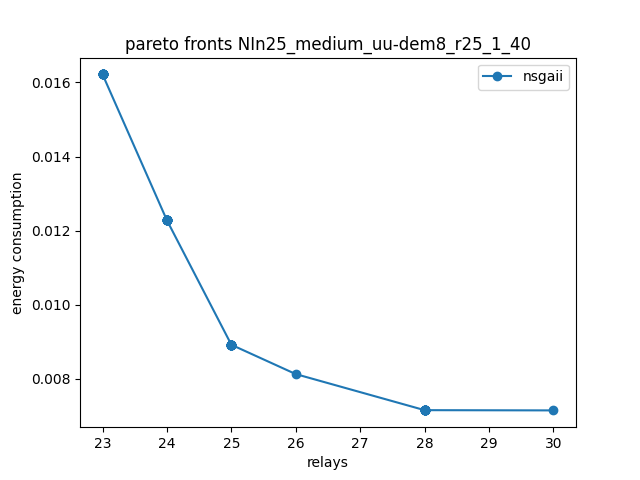 pareto fronts NIn25_medium_uu-dem8_r25_1_40
nsgaii
0.016
0.014
0.012
0.010
0.008
energy consumption
23 24 25 26 27 28 29 30
relays